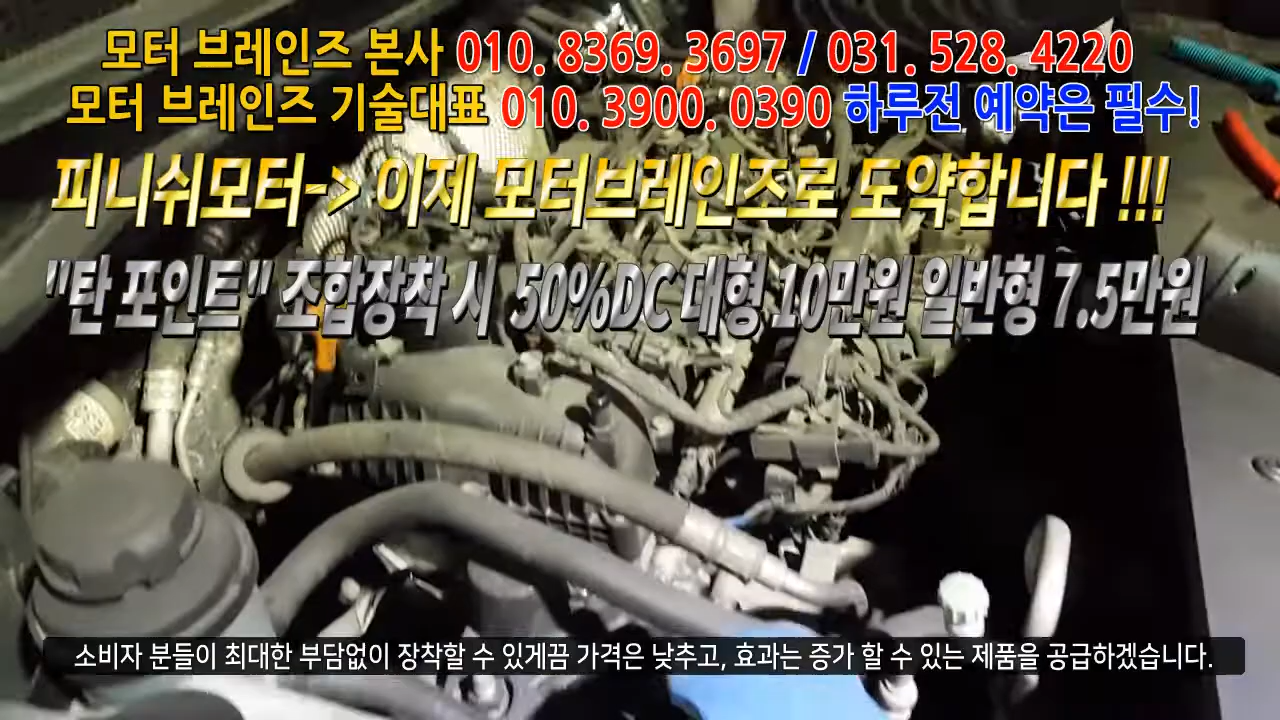 모터 브레인즈 본사 010. 8369. 3697 / 031. 528. 4220
모터 브레인즈 기술대표 010. 3900. 0390 하루전 예약은 필수!
피니쉬모터-> 이제 모터브레인즈로 도약합니다 !!!
"탄 포인트" 조합장착 시 50%DC 대형 10만원 일반형 7.5만원
소비자 분들이 최대한 부담없이 장착할 수 있게끔 가격은 낮추고, 효과는 증가 할 수 있는 제품을 공급하겠습니다.